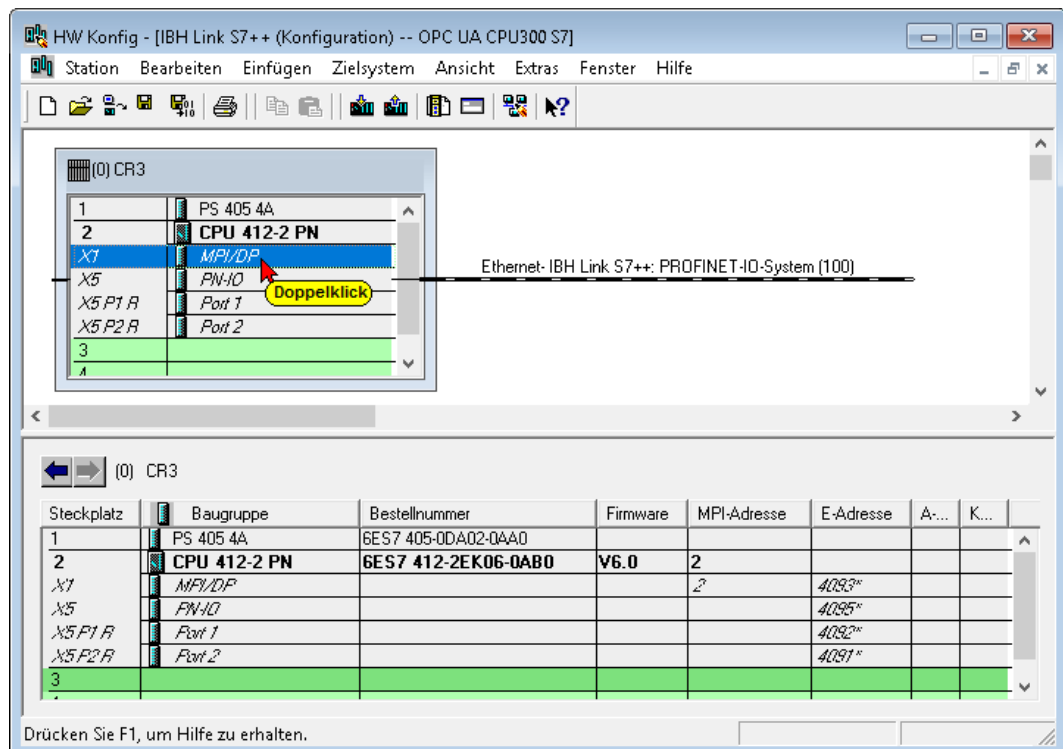 HW Konfig - [IBH Link S7++ (Konfiguration) -- OPC UA CPU300 S7]
Station Bearbeiten Einfügen Zielsystem Ansicht Extras Fenster Hilfe
(0) CR3
1 PS 405 4A
2 CPU 412-2 PN
X1 MPI/DP
X5 PN-IO
Doppelklick
X5 P1 R Port 1
X5 P2 R Port 2
3
4
Ethernet- IBH Link S7++: PROFINET-IO-System (100)
(0) CR3
Steckplatz Baugruppe Bestellnummer Firmware MPI-Adresse E-Adresse A-... K...
1 PS 405 4A 6ES7 405-0DA02-0AA0
2 CPU 412-2 PN 6ES7 412-2EK06-0AB0 V6.0 2
X1 MPI/DP 2 4093*
X5 PN-IO 4095*
X5 P1 R Port 1 4092*
X5 P2 R Port 2 4091*
3
Drücken Sie F1, um Hilfe zu erhalten.